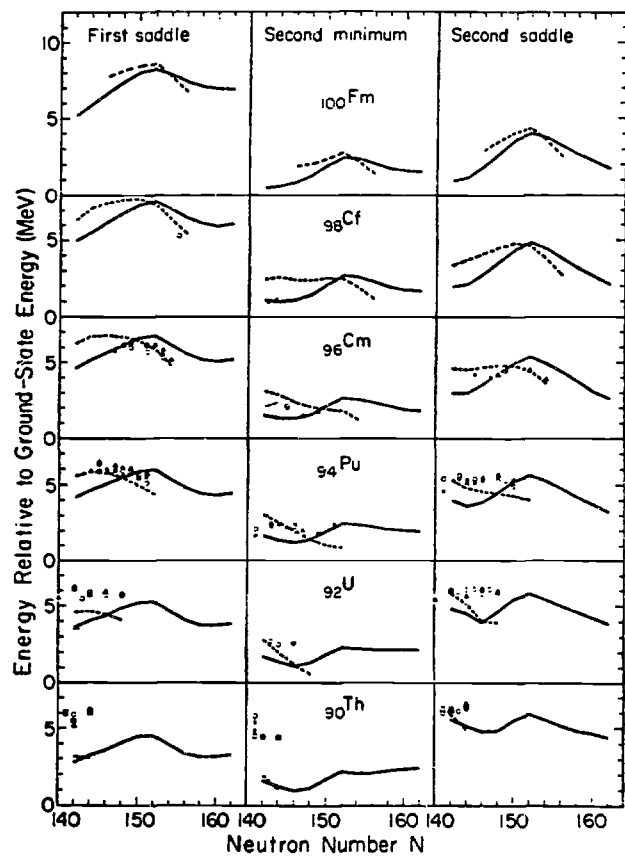 First saddle
Second minimum
Second saddle
Energy Relative to Ground-State Energy (MeV)
10
5
0
100Fm
5
0
98Cf
5
0
96Cm
5
0
94Pu
5
0
92U
5
0
90Th
140 150 160 140 150 160 140 150 160
Neutron Number N